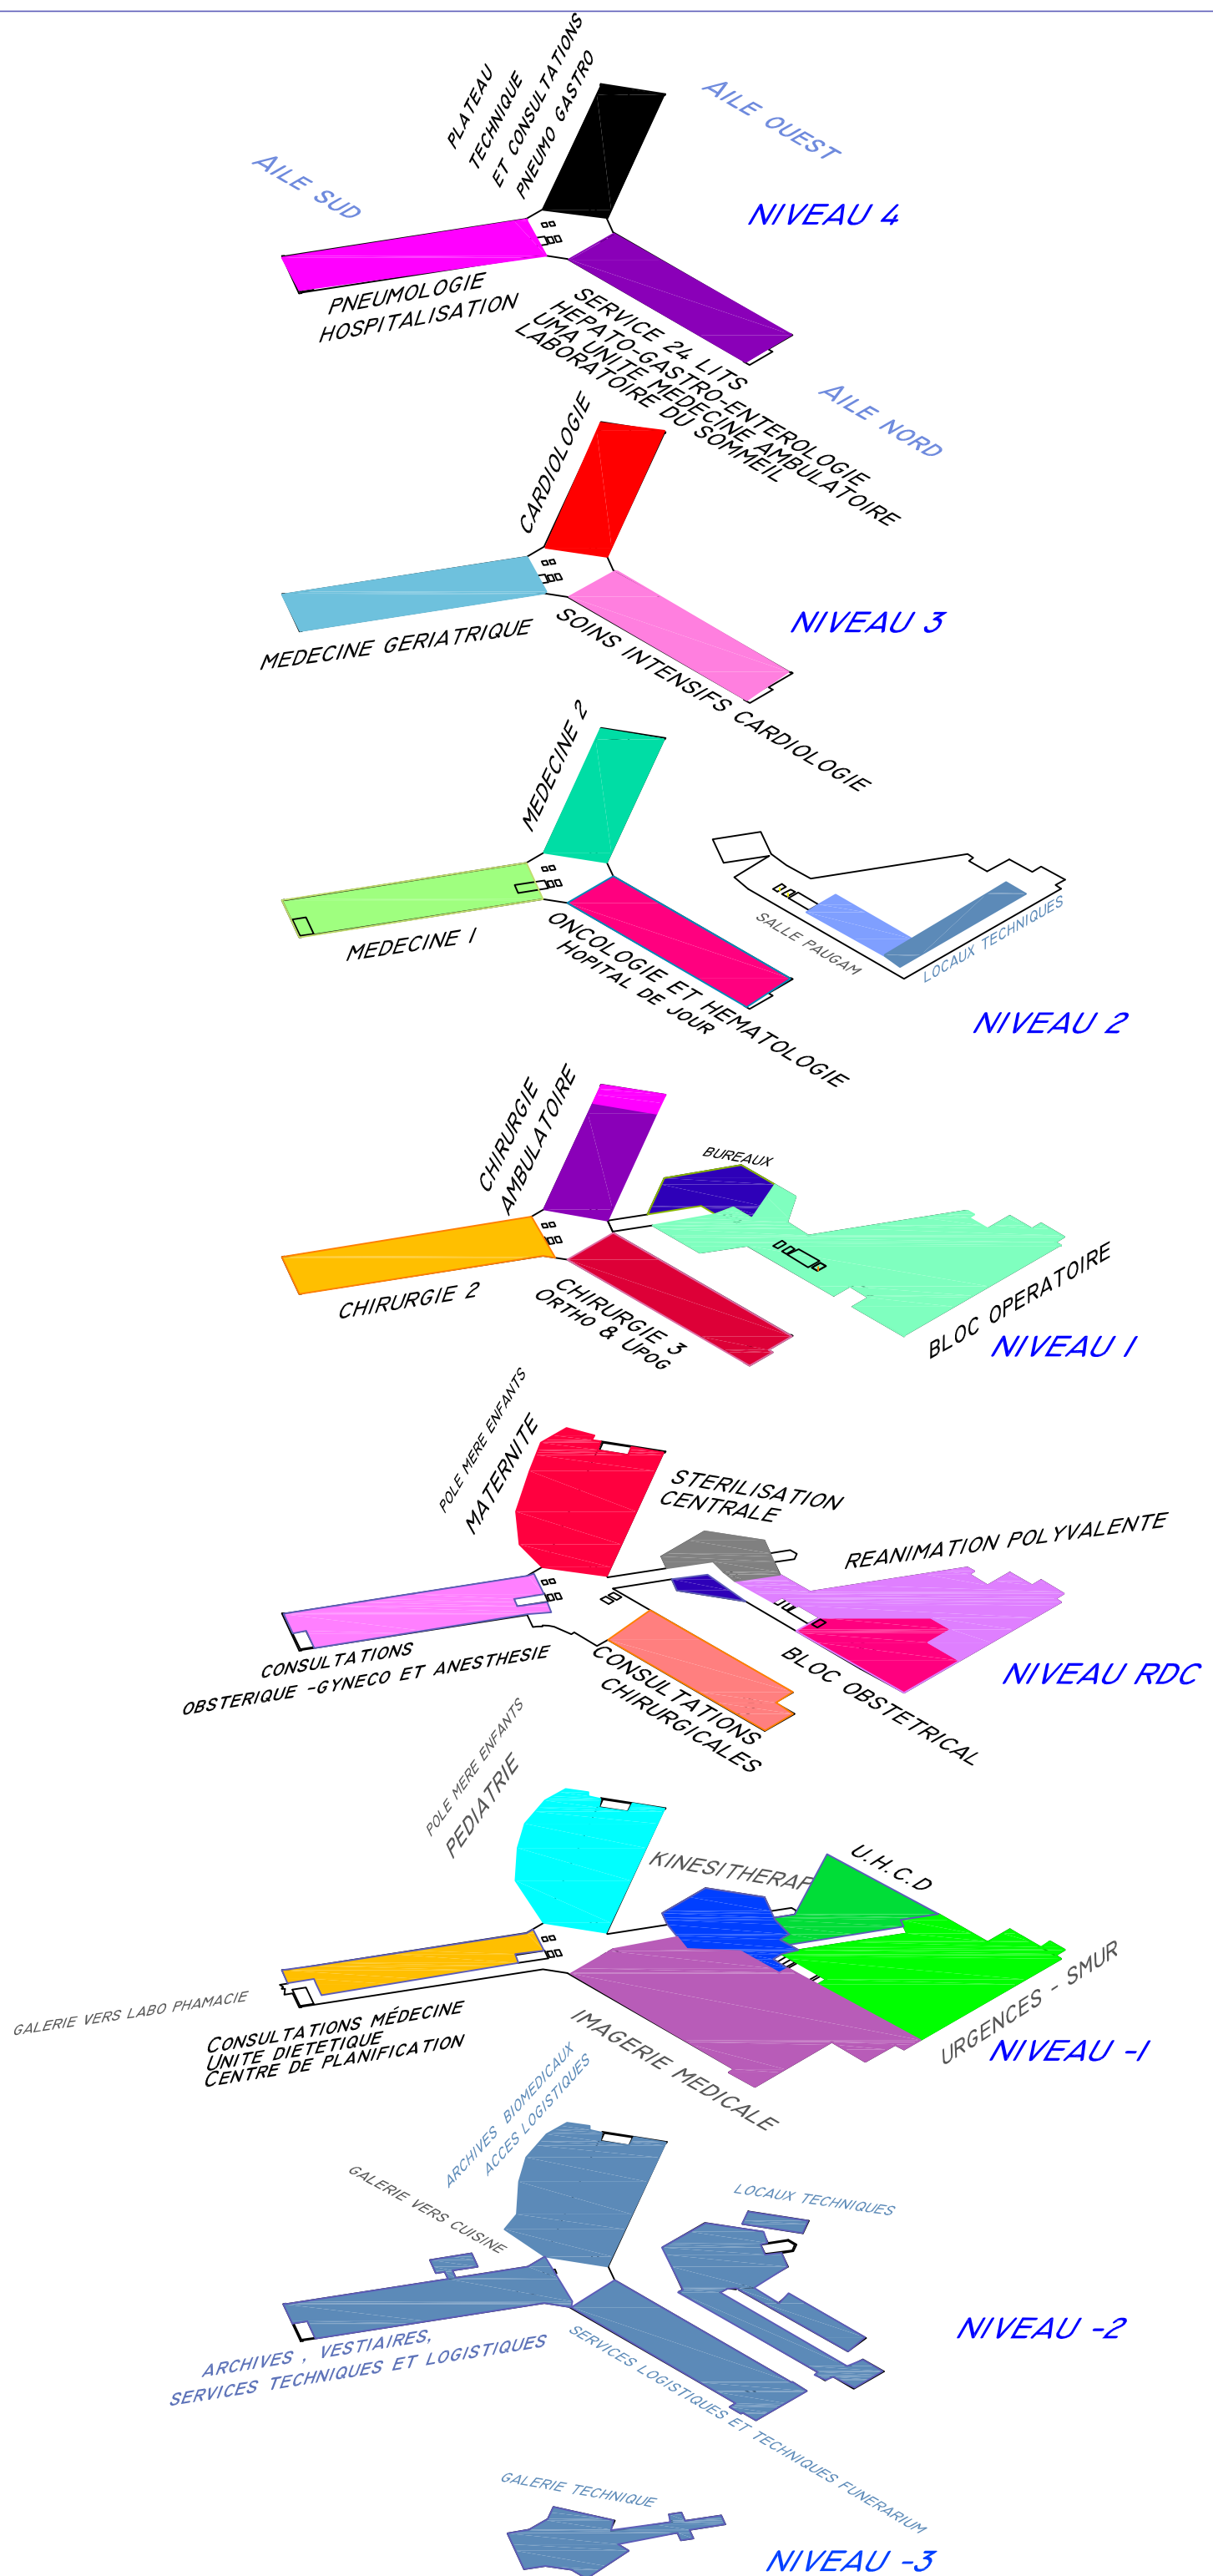 PLATEAU
TECHNIQUE
ET CONSULTATIONS
PNEUMO GASTRO
AILE OUEST
AILE SUD
NIVEAU 4
PNEUMOLOGIE
HOSPITALISATION
SERVICE 24 LITS
HEPATO-GASTRO-ENTEROLOGIE
UMA UNITE MEDECINE AMBULATOIRE
LABORATOIRE DU SOMMEIL
AILE NORD
CARDIOLOGIE
NIVEAU 3
MEDECINE GERIATRIQUE
SOINS INTENSIFS CARDIOLOGIE
MEDECINE 2
MEDECINE 1
ONCOLOGIE ET HEMATOLOGIE
HOPITAL DE JOUR
SALLE PAUGAM
LOCAUX TECHNIQUES
NIVEAU 2
CHIRURGIE
AMBULATOIRE
BUREAUX
CHIRURGIE 2
CHIRURGIE 3
ORTHO & UPOG
BLOC OPERATOIRE
NIVEAU 1
POLE MERE ENFANTS
MATERNITE
STERILISATION
CENTRALE
REANIMATION POLYVALENTE
CONSULTATIONS
OBSTERIQUE -GYNECO ET ANESTHESIE
CONSULTATIONS
CHIRURGICALES
BLOC OBSTETRICAL
NIVEAU RDC
POLE MERE ENFANTS
PEDIATRIE
KINESITHERAP
U.H.C.D
GALERIE VERS LABO PHAMACIE
CONSULTATIONS MÉDECINE
UNITE DIETETIQUE
CENTRE DE PLANIFICATION
IMAGERIE MEDICALE
URGENCES - SMUR
NIVEAU -1
ARCHIVES BIOMEDICAUX
ACCES LOGISTIQUES
GALERIE VERS CUISINE
LOCAUX TECHNIQUES
ARCHIVES , VESTIAIRES,
SERVICES TECHNIQUES ET LOGISTIQUES
SERVICES LOGISTIQUES ET TECHNIQUES FUNERARIUM
NIVEAU -2
GALERIE TECHNIQUE
NIVEAU -3